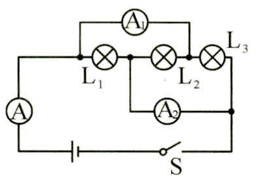 A₁
L₁ L₂ L₃
A A₂
S